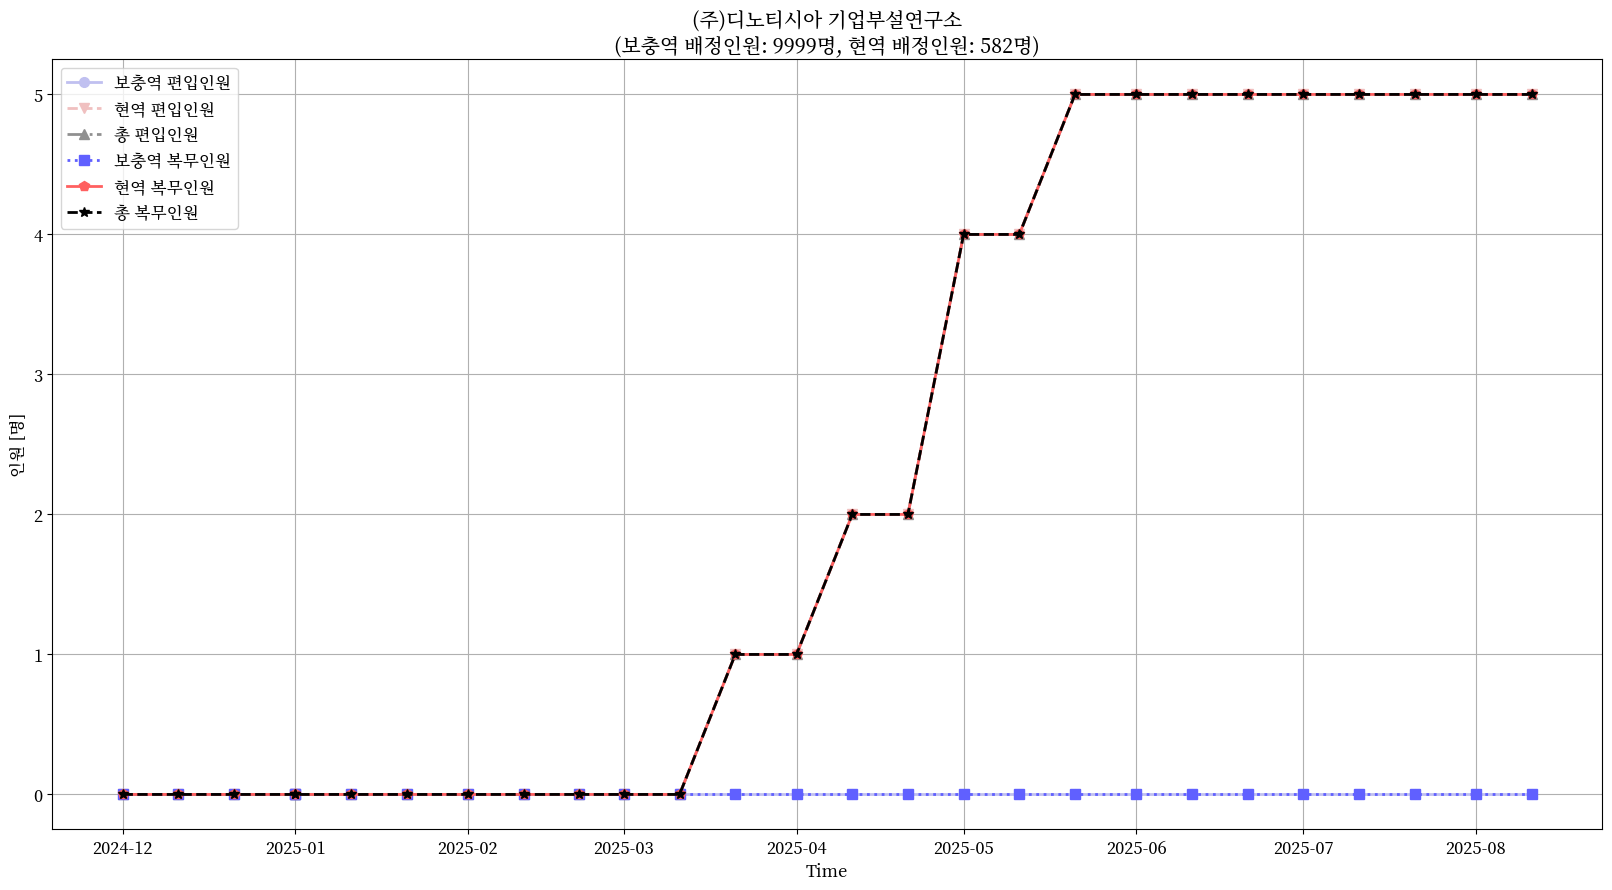 (주)디노티시아 기업부설연구소
(보충역 배정인원: 9999명, 현역 배정인원: 582명)
보충역 편입인원
현역 편입인원
총 편입인원
보충역 복무인원
현역 복무인원
총 복무인원
인원 [명]
5
4
3
2
1
0
2024-12 2025-01 2025-02 2025-03 2025-04 2025-05 2025-06 2025-07 2025-08
Time